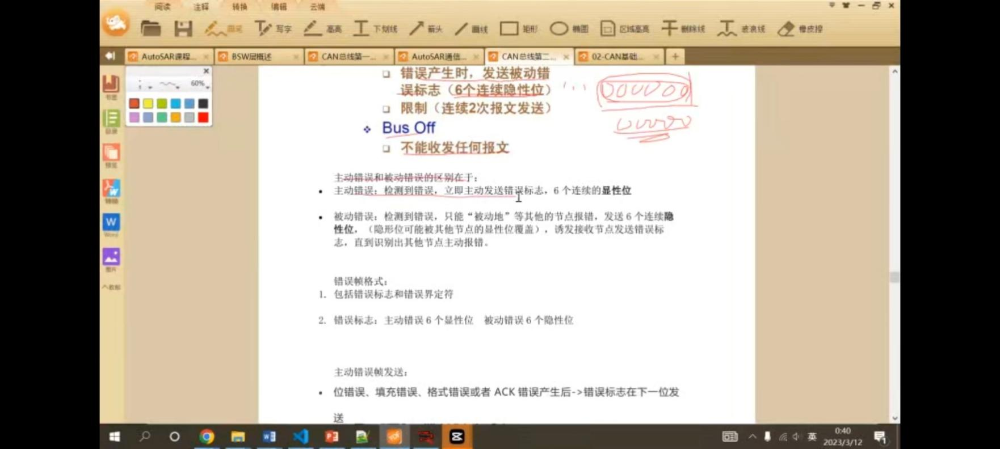 阅读 注释 转换 编辑 云端
写字 高亮 下划线 箭头 画线 矩形 椭圆 区域高亮 删除线 波浪线 橡皮擦
AutoSAR课程... BSW层概述 CAN总线第一... AutoSAR通信... CAN总线第二... 02-CAN基础...
60%
书签
目录
预览
转换
Word
图片
错误产生时，发送被动错
误标志（6个连续隐性位）
限制（连续2次报文发送）
Bus Off
不能收发任何报文
000000
00000
主动错误和被动错误的区别在于：
主动错误：检测到错误，立即主动发送错误标志，6 个连续的显性位
被动错误：检测到错误，只能“被动地”等其他的节点报错，发送 6 个连续隐
性位，（隐形位可能被其他节点的显性位覆盖），诱发接收节点发送错误标
志，直到识别出其他节点主动报错。
错误帧格式：
1. 包括错误标志和错误界定符
2. 错误标志：主动错误 6 个显性位 被动错误 6 个隐性位
主动错误帧发送：
位错误、填充错误、格式错误或者 ACK 错误产生后->错误标志在下一位发
送
英
0:40
2023/3/12
1